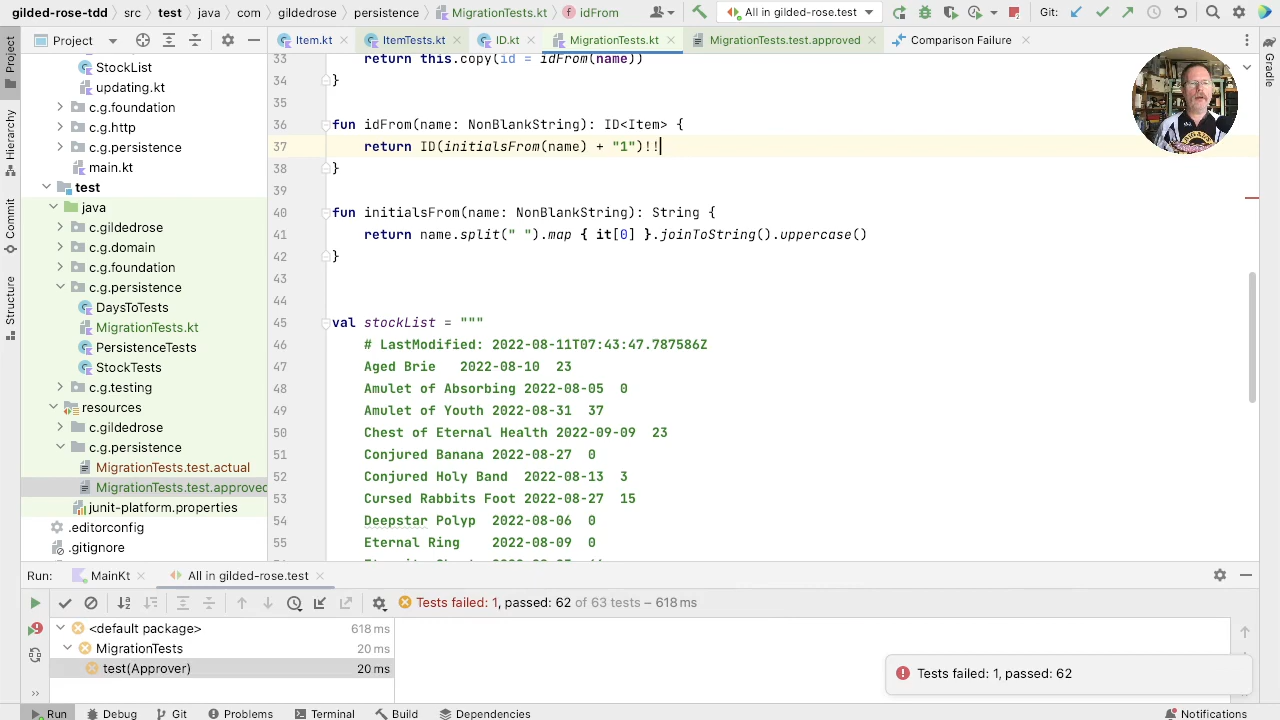 gilded-rose-tdd src test java com gildedrose persistence MigrationTests.kt idFrom All in gilded-rose.test Git:
Project Item.kt ItemTests.kt ID.kt MigrationTests.kt MigrationTests.test.approved Comparison Failure
Project
Hierarchy
Commit
Structure
Gradle
StockList
updating.kt
c.g.foundation
c.g.http
c.g.persistence
main.kt
test
java
c.g.gildedrose
c.g.domain
c.g.foundation
c.g.persistence
DaysToTests
MigrationTests.kt
PersistenceTests
StockTests
c.g.testing
resources
c.g.gildedrose
c.g.persistence
MigrationTests.test.actual
MigrationTests.test.approved
junit-platform.properties
.editorconfig
.gitignore
33 return this.copy(id = idFrom(name))
34 }
35
36 fun idFrom(name: NonBlankString): ID<Item> {
37 return ID(initialsFrom(name) + "1")!!
38 }
39
40 fun initialsFrom(name: NonBlankString): String {
41 return name.split(" ").map { it[0] }.joinToString().uppercase()
42 }
43
44
45 val stockList = """
46 # LastModified: 2022-08-11T07:43:47.787586Z
47 Aged Brie 2022-08-10 23
48 Amulet of Absorbing 2022-08-05 0
49 Amulet of Youth 2022-08-31 37
50 Chest of Eternal Health 2022-09-09 23
51 Conjured Banana 2022-08-27 0
52 Conjured Holy Band 2022-08-13 3
53 Cursed Rabbits Foot 2022-08-27 15
54 Deepstar Polyp 2022-08-06 0
55 Eternal Ring 2022-08-09 0
Run: MainKt All in gilded-rose.test
Tests failed: 1, passed: 62 of 63 tests – 618 ms
<default package> 618 ms
MigrationTests 20 ms
test(Approver) 20 ms
Tests failed: 1, passed: 62
Run Debug Git Problems Terminal Build Dependencies Notifications